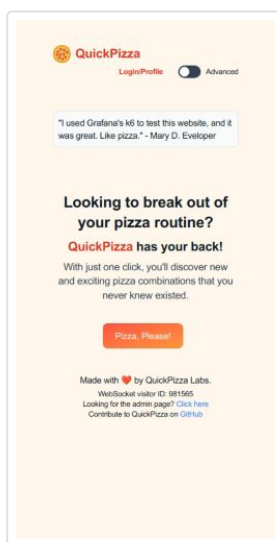 QuickPizza
Login/Profile Advanced
"I used Grafana's k6 to test this website, and it
was great. Like pizza." - Mary D. Eveloper
Looking to break out of
your pizza routine?
QuickPizza has your back!
With just one click, you'll discover new
and exciting pizza combinations that you
never knew existed.
Pizza, Please!
Made with ❤️ by QuickPizza Labs.
WebSocket visitor ID: 981565
Looking for the admin page? Click here
Contribute to QuickPizza on GitHub